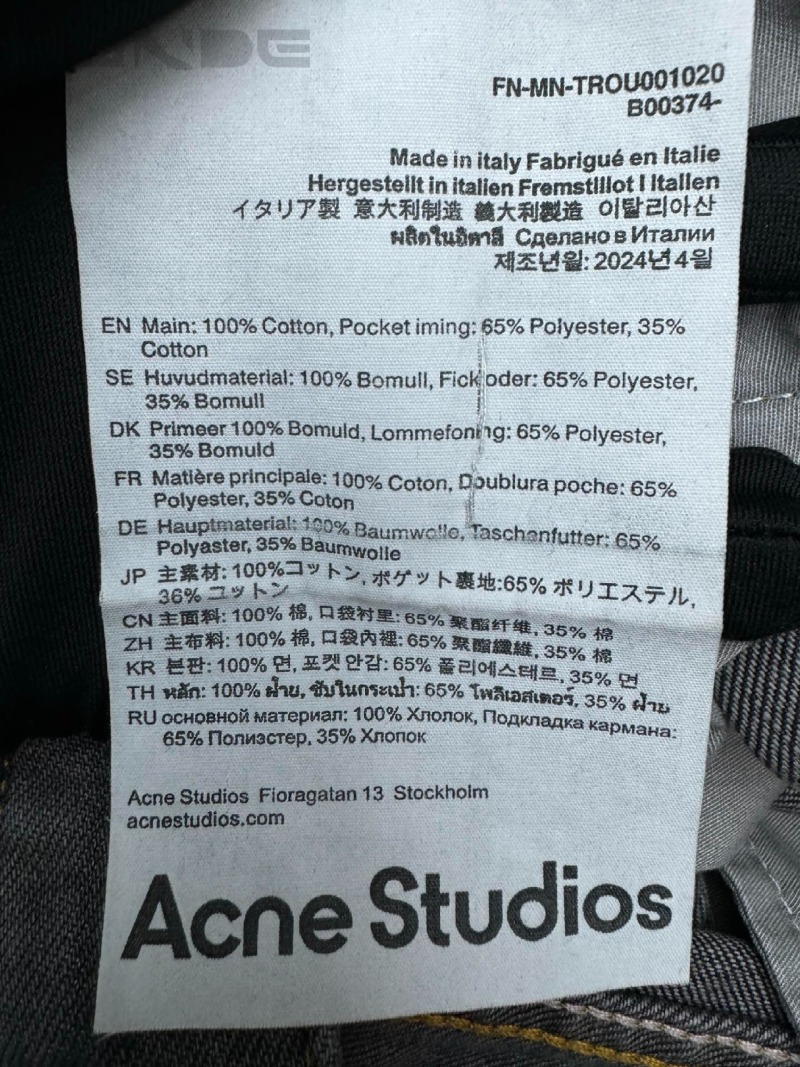 FN-MN-TROU001020
B00374-
Made in italy Fabrigué en Italie
Hergestellt in italien Fremstillot I Italien
イタリア製 意大利制造 義大利製造 이탈리아산
ผลิตในอิตาลี Сделано в Италии
제조년월: 2024년 4월
EN Main: 100% Cotton, Pocket iming: 65% Polyester, 35%
Cotton
SE Huvudmaterial: 100% Bomull, Fick oder: 65% Polyester,
35% Bomull
DK Primeer 100% Bomuld, Lommefoning: 65% Polyester,
35% Bomuld
FR Matière principale: 100% Coton, Doublura poche: 65%
Polyester, 35% Coton
DE Hauptmaterial: 100% Baumwolle, Taschenfutter: 65%
Polyaster, 35% Baumwolle
JP 主素材: 100%コットン, ポゲット裏地:65% ポリエステル,
36% ユットン
CN 主面料: 100% 棉, 口袋衬里: 65% 聚酯纤维, 35% 棉
ZH 主布料: 100% 棉, 口袋內裡: 65% 聚酯纖維, 35% 棉
KR 본판: 100% 면, 포켓 안감: 65% 폴리에스테르, 35% 면
TH หลัก: 100% ฝ้าย, ซับในกระเป๋า: 65% โพลีเอสเตอร์, 35% ฝ้าย
RU основной материал: 100% Хлолок, Подкладка кармана:
65% Полиэстер, 35% Хлопок
Acne Studios Fioragatan 13 Stockholm
acnestudios.com
Acne Studios